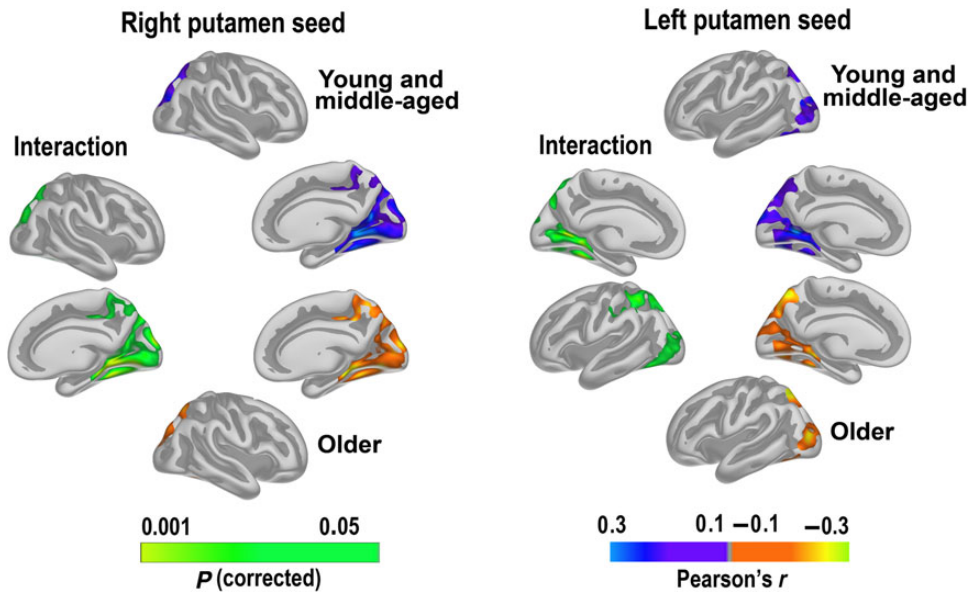 Right putamen seed
Young and
middle-aged
Interaction
Older
0.001 0.05
P (corrected)
Left putamen seed
Young and
middle-aged
Interaction
Older
0.3 0.1 −0.1 −0.3
Pearson's r